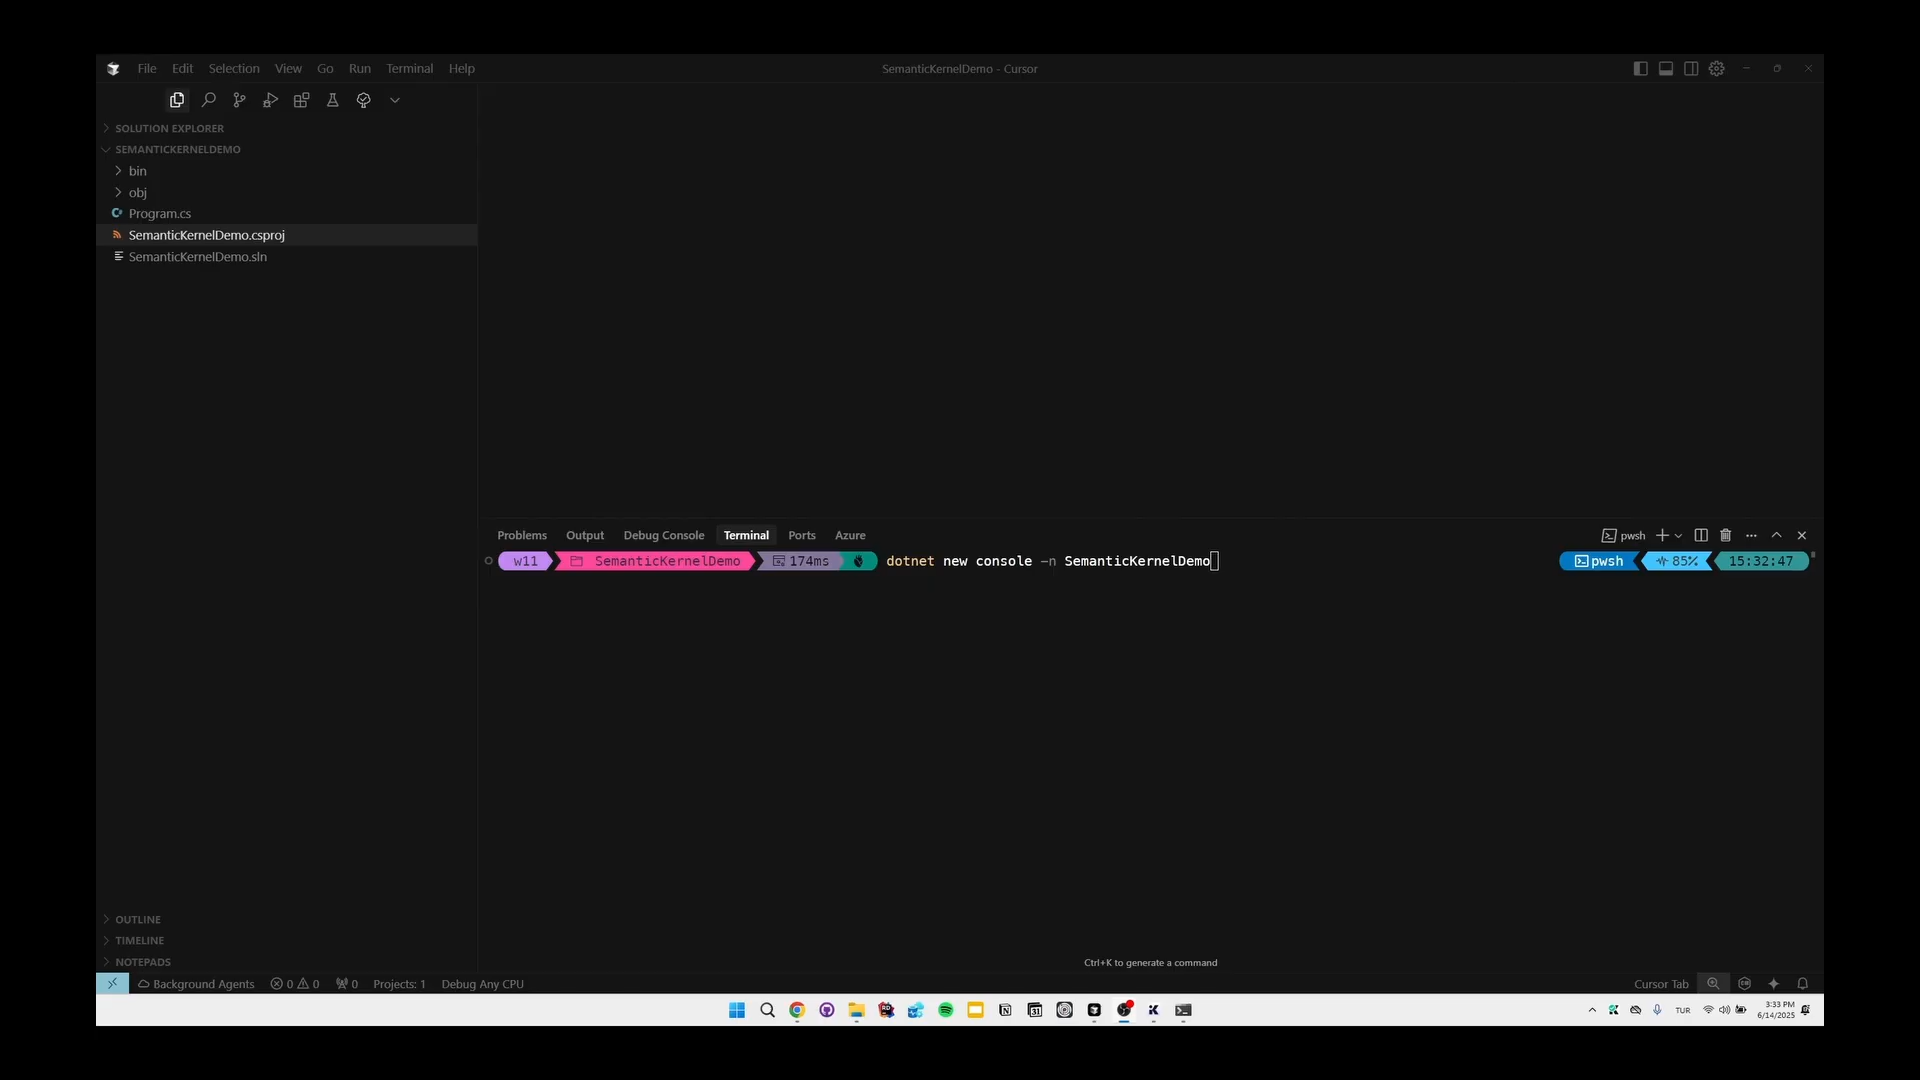 File Edit Selection View Go Run Terminal Help
SemanticKernelDemo - Cursor
SOLUTION EXPLORER
SEMANTICKERNELDEMO
bin
obj
Program.cs
SemanticKernelDemo.csproj
SemanticKernelDemo.sln
Problems Output Debug Console Terminal Ports Azure
pwsh
w11 SemanticKernelDemo 174ms dotnet new console -n SemanticKernelDemo
pwsh 85% 15:32:47
OUTLINE
TIMELINE
NOTEPADS
Ctrl+K to generate a command
Background Agents 0 0 0 Projects: 1 Debug Any CPU
Cursor Tab
31
TUR
3:33 PM
6/14/2025